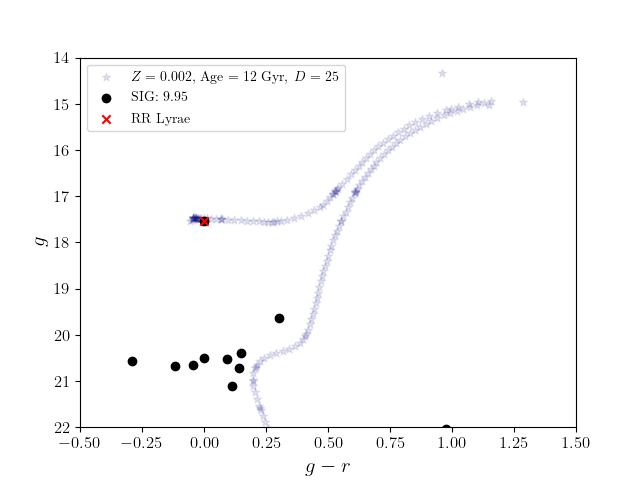 14
15
16
17
18
19
20
21
22
g
−0.50 −0.25 0.00 0.25 0.50 0.75 1.00 1.25 1.50
g − r
Z = 0.002, Age = 12 Gyr, D = 25
SIG: 9.95
RR Lyrae